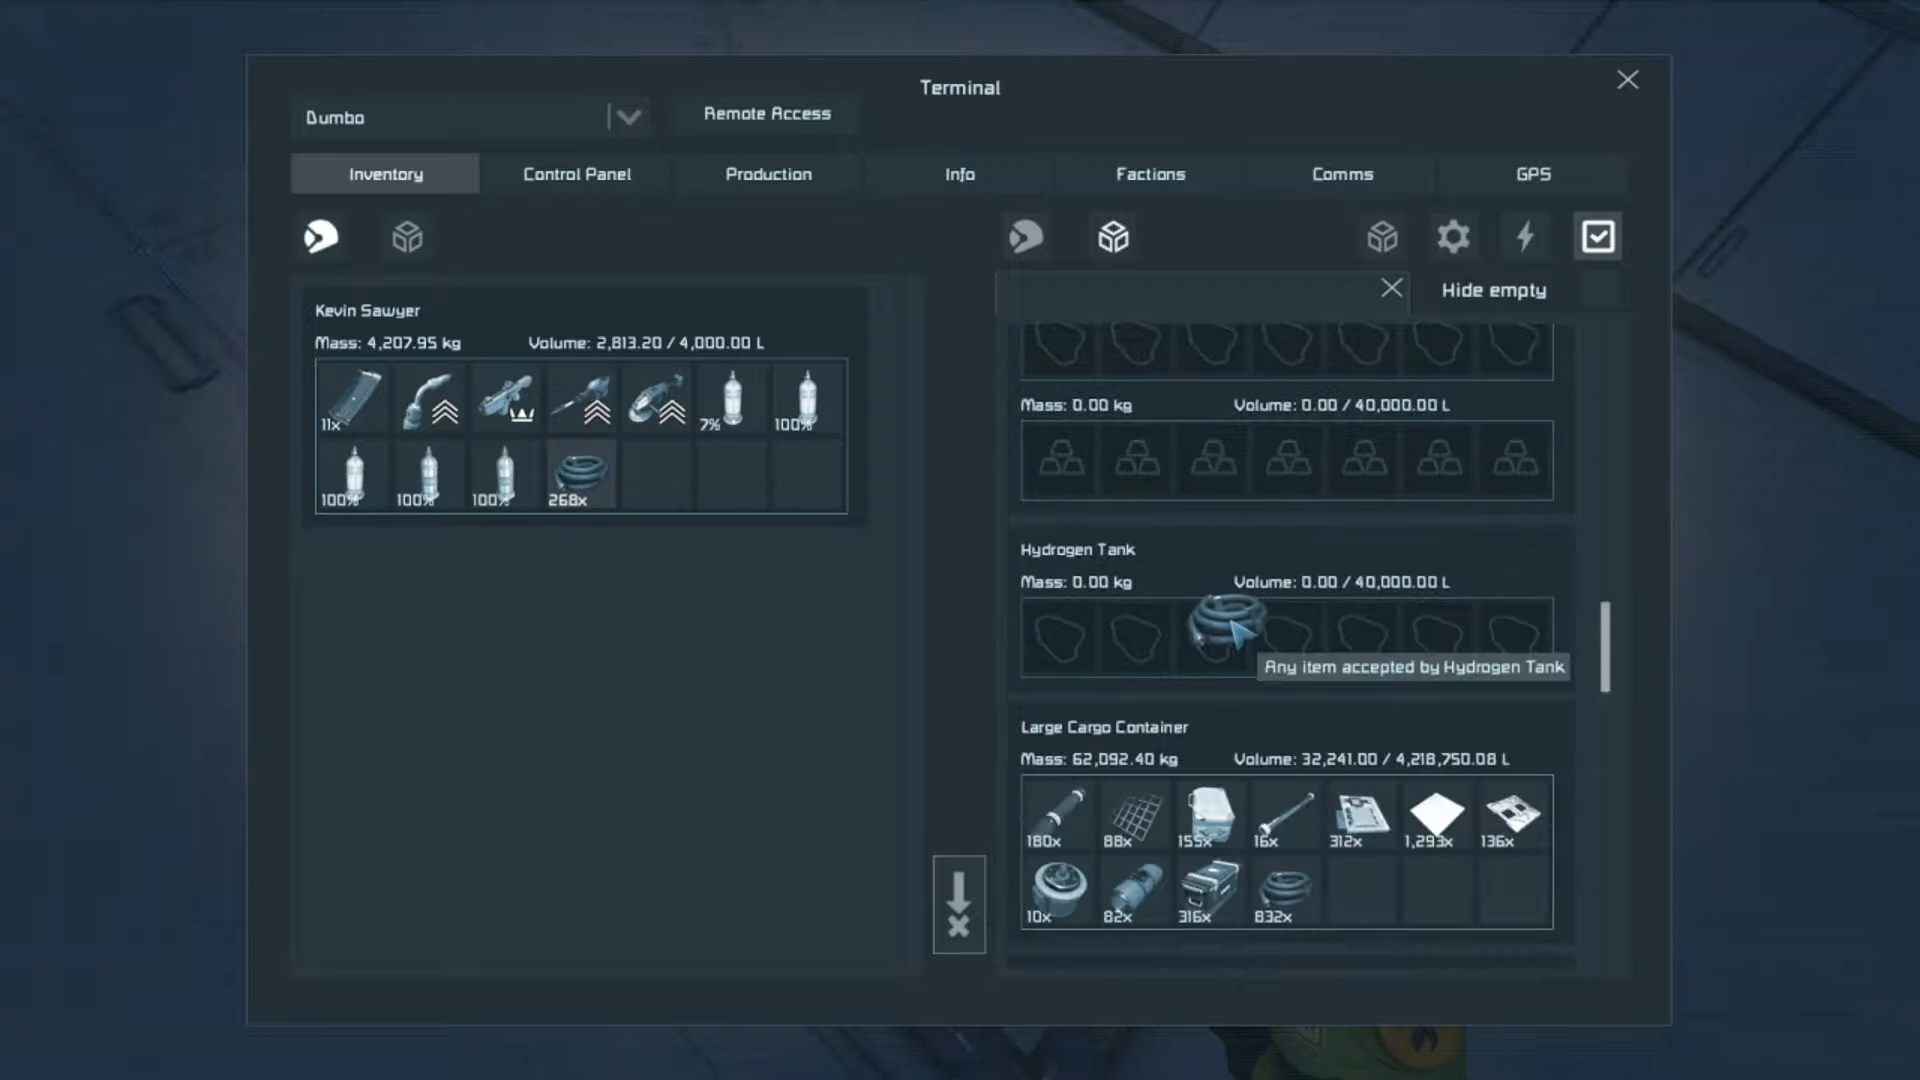 Terminal
Dumbo
Remote Access
Inventory
Control Panel
Production
Info
Factions
Comms
GPS
Hide empty
Kevin Sawyer
Mass: 4,207.95 kg
Volume: 2,813.20 / 4,000.00 L
11x
7%
100%
100%
100%
100%
268x
Mass: 0.00 kg
Volume: 0.00 / 40,000.00 L
Hydrogen Tank
Mass: 0.00 kg
Volume: 0.00 / 40,000.00 L
Any item accepted by Hydrogen Tank
Large Cargo Container
Mass: 62,092.40 kg
Volume: 32,241.00 / 4,218,750.08 L
180x
88x
155x
16x
312x
1,293x
136x
10x
82x
316x
832x